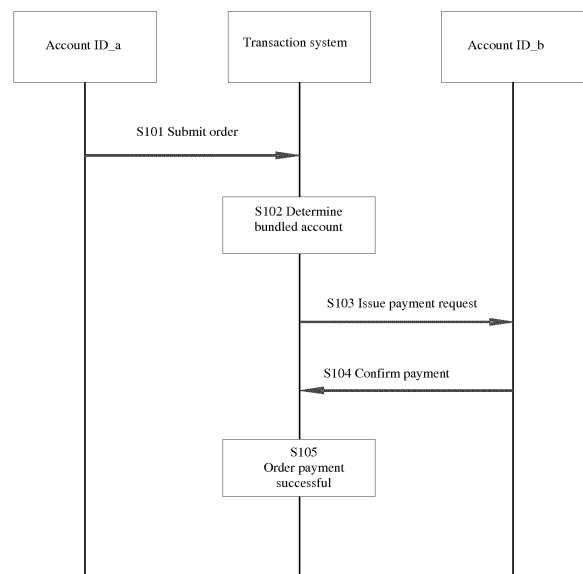 Account ID_a
Transaction system
Account ID_b
S101 Submit order
S102 Determine
bundled account
S103 Issue payment request
S104 Confirm payment
S105
Order payment
successful